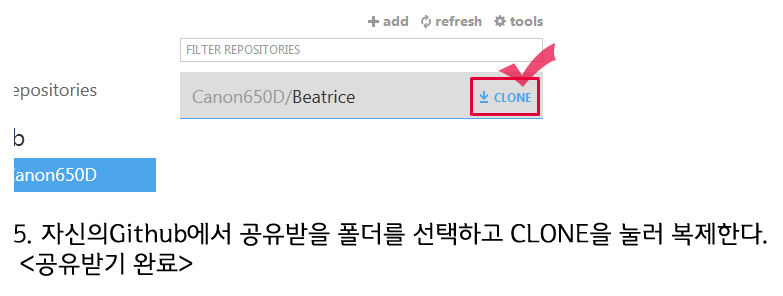 add refresh tools
FILTER REPOSITORIES
epositories
Canon650D/Beatrice CLONE
b
anon650D
5. 자신의Github에서 공유받을 폴더를 선택하고 CLONE을 눌러 복제한다.
<공유받기 완료>